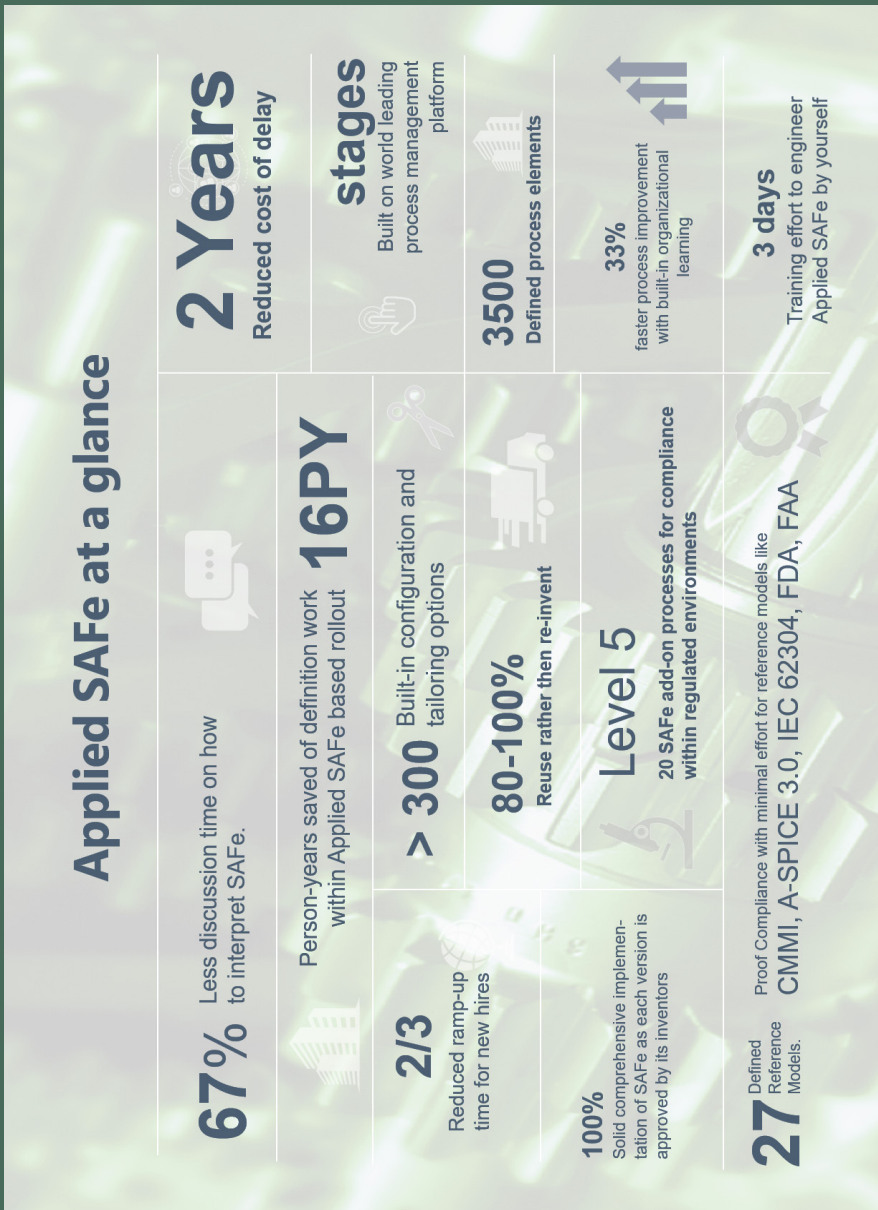 Applied SAFe at a glance
67% Less discussion time on how
to interpret SAFe.
2 Years
Reduced cost of delay
Person-years saved of definition work
within Applied SAFe based rollout
16PY
stages
Built on world leading
process management
platform
2/3
Reduced ramp-up
time for new hires
> 300 Built-in configuration and
tailoring options
3500
Defined process elements
80-100%
Reuse rather then re-invent
100%
Solid comprehensive implemen-
tation of SAFe as each version is
approved by its inventors
Level 5
20 SAFe add-on processes for compliance
within regulated environments
33%
faster process improvement
with built-in organizational
learning
27 Defined
Reference
Models.
Proof Compliance with minimal effort for reference models like
CMMI, A-SPICE 3.0, IEC 62304, FDA, FAA
3 days
Training effort to engineer
Applied SAFe by yourself